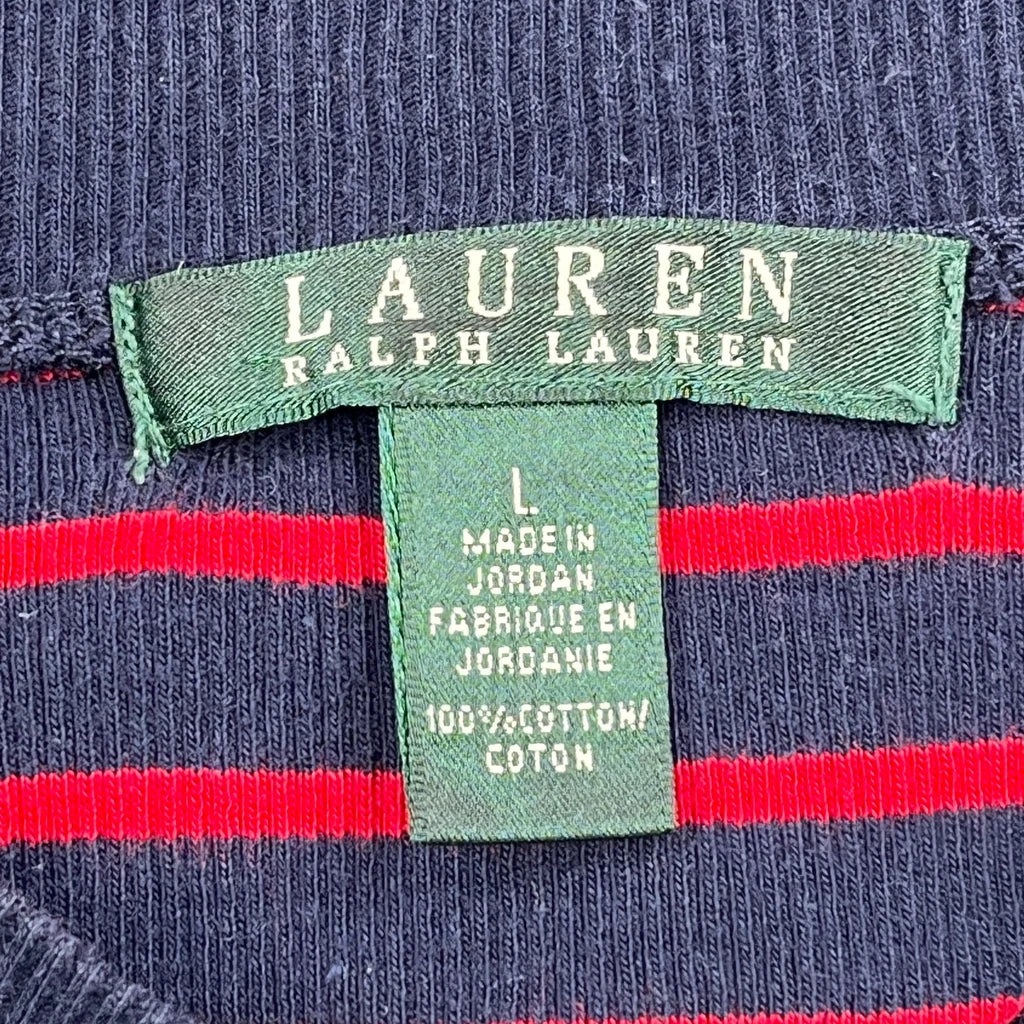 LAUREN
RALPH LAUREN
L
MADE IN
JORDAN
FABRIQUE EN
JORDANIE
100%COTTON/
COTON